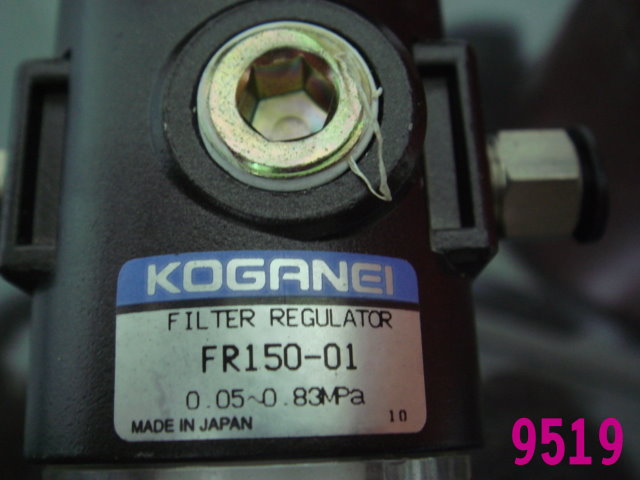 KOGANEI
FILTER REGULATOR
FR150-01
0.05~0.83MPa
MADE IN JAPAN 10
9519